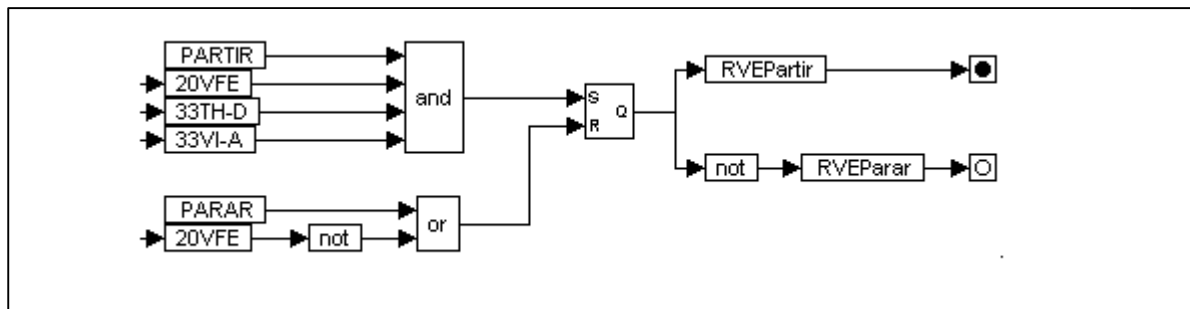 PARTIR
20VFE
33TH-D
33VI-A
and
S
R
Q
RVEPartir
not
RVEParar
PARAR
20VFE
not
or